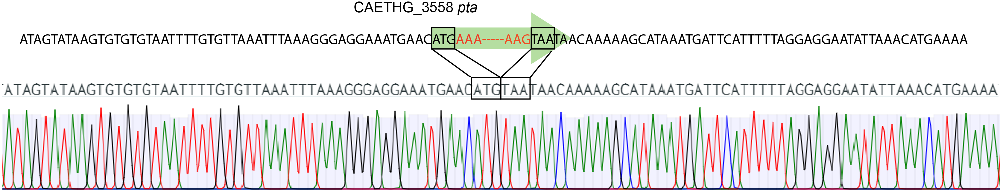 CAETHG_3558 pta
ATAGTATAAGTGTGTGTAATTTTGTGTTAAATTTAAAGGGAGGAAATGAACATGAAA-----AAGTAATAACAAAAAGCATAAATGATTCATTTTTAGGAGGAATATTAAACATGAAAA
ATAGTATAAGTGTGTGTAATTTTGTGTTAAATTTAAAGGGAGGAAATGAACATGTAATAACAAAAAGCATAAATGATTCATTTTTAGGAGGAATATTAAACATGAAAA